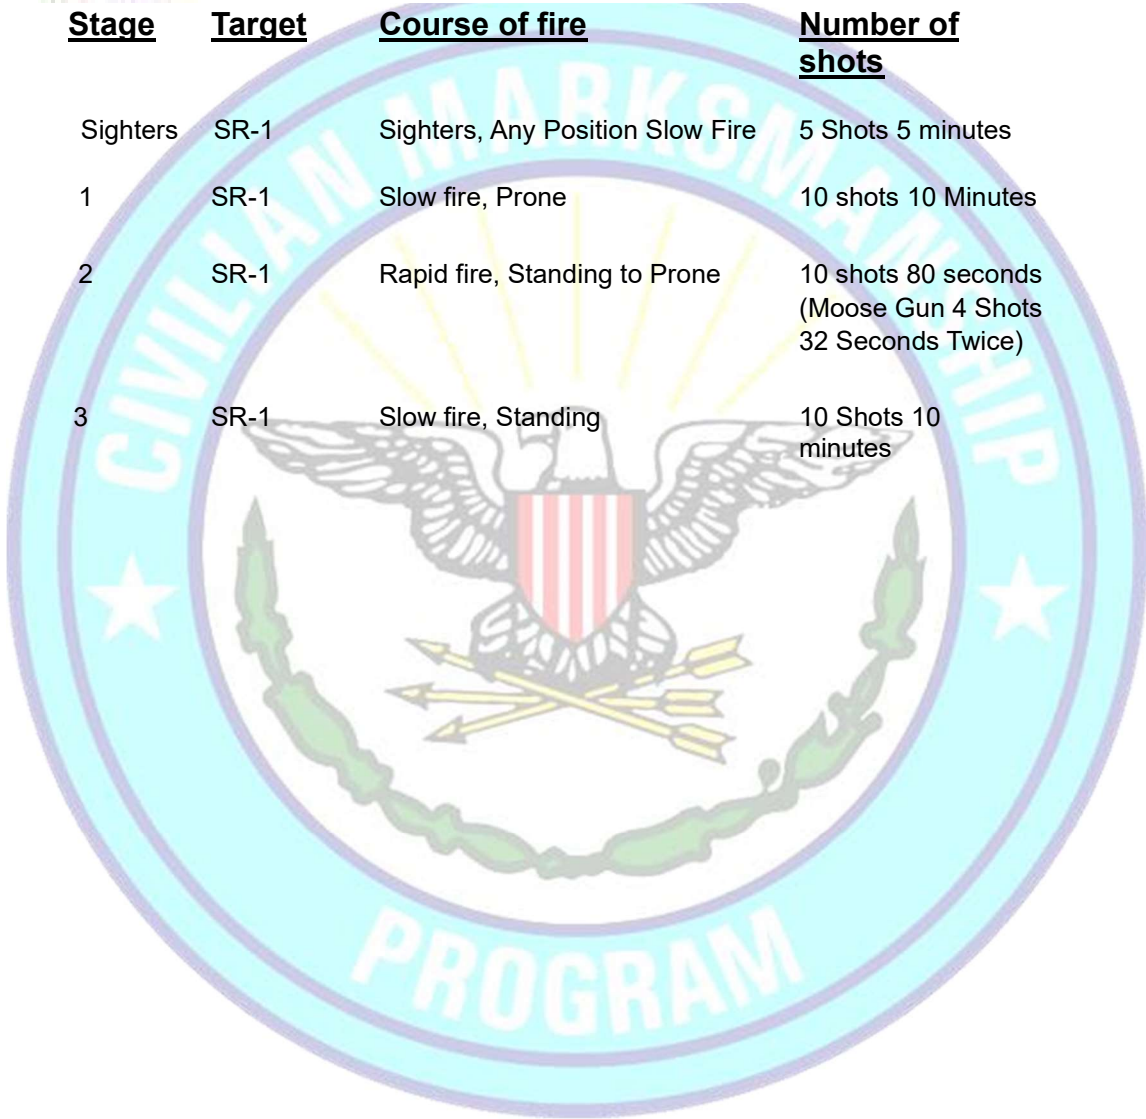 Stage Target Course of fire Number of
shots
Sighters SR-1 Sighters, Any Position Slow Fire 5 Shots 5 minutes
1 SR-1 Slow fire, Prone 10 shots 10 Minutes
2 SR-1 Rapid fire, Standing to Prone 10 shots 80 seconds
(Moose Gun 4 Shots
32 Seconds Twice)
3 SR-1 Slow fire, Standing 10 Shots 10
minutes
CIVILIAN MARKSMANSHIP
PROGRAM